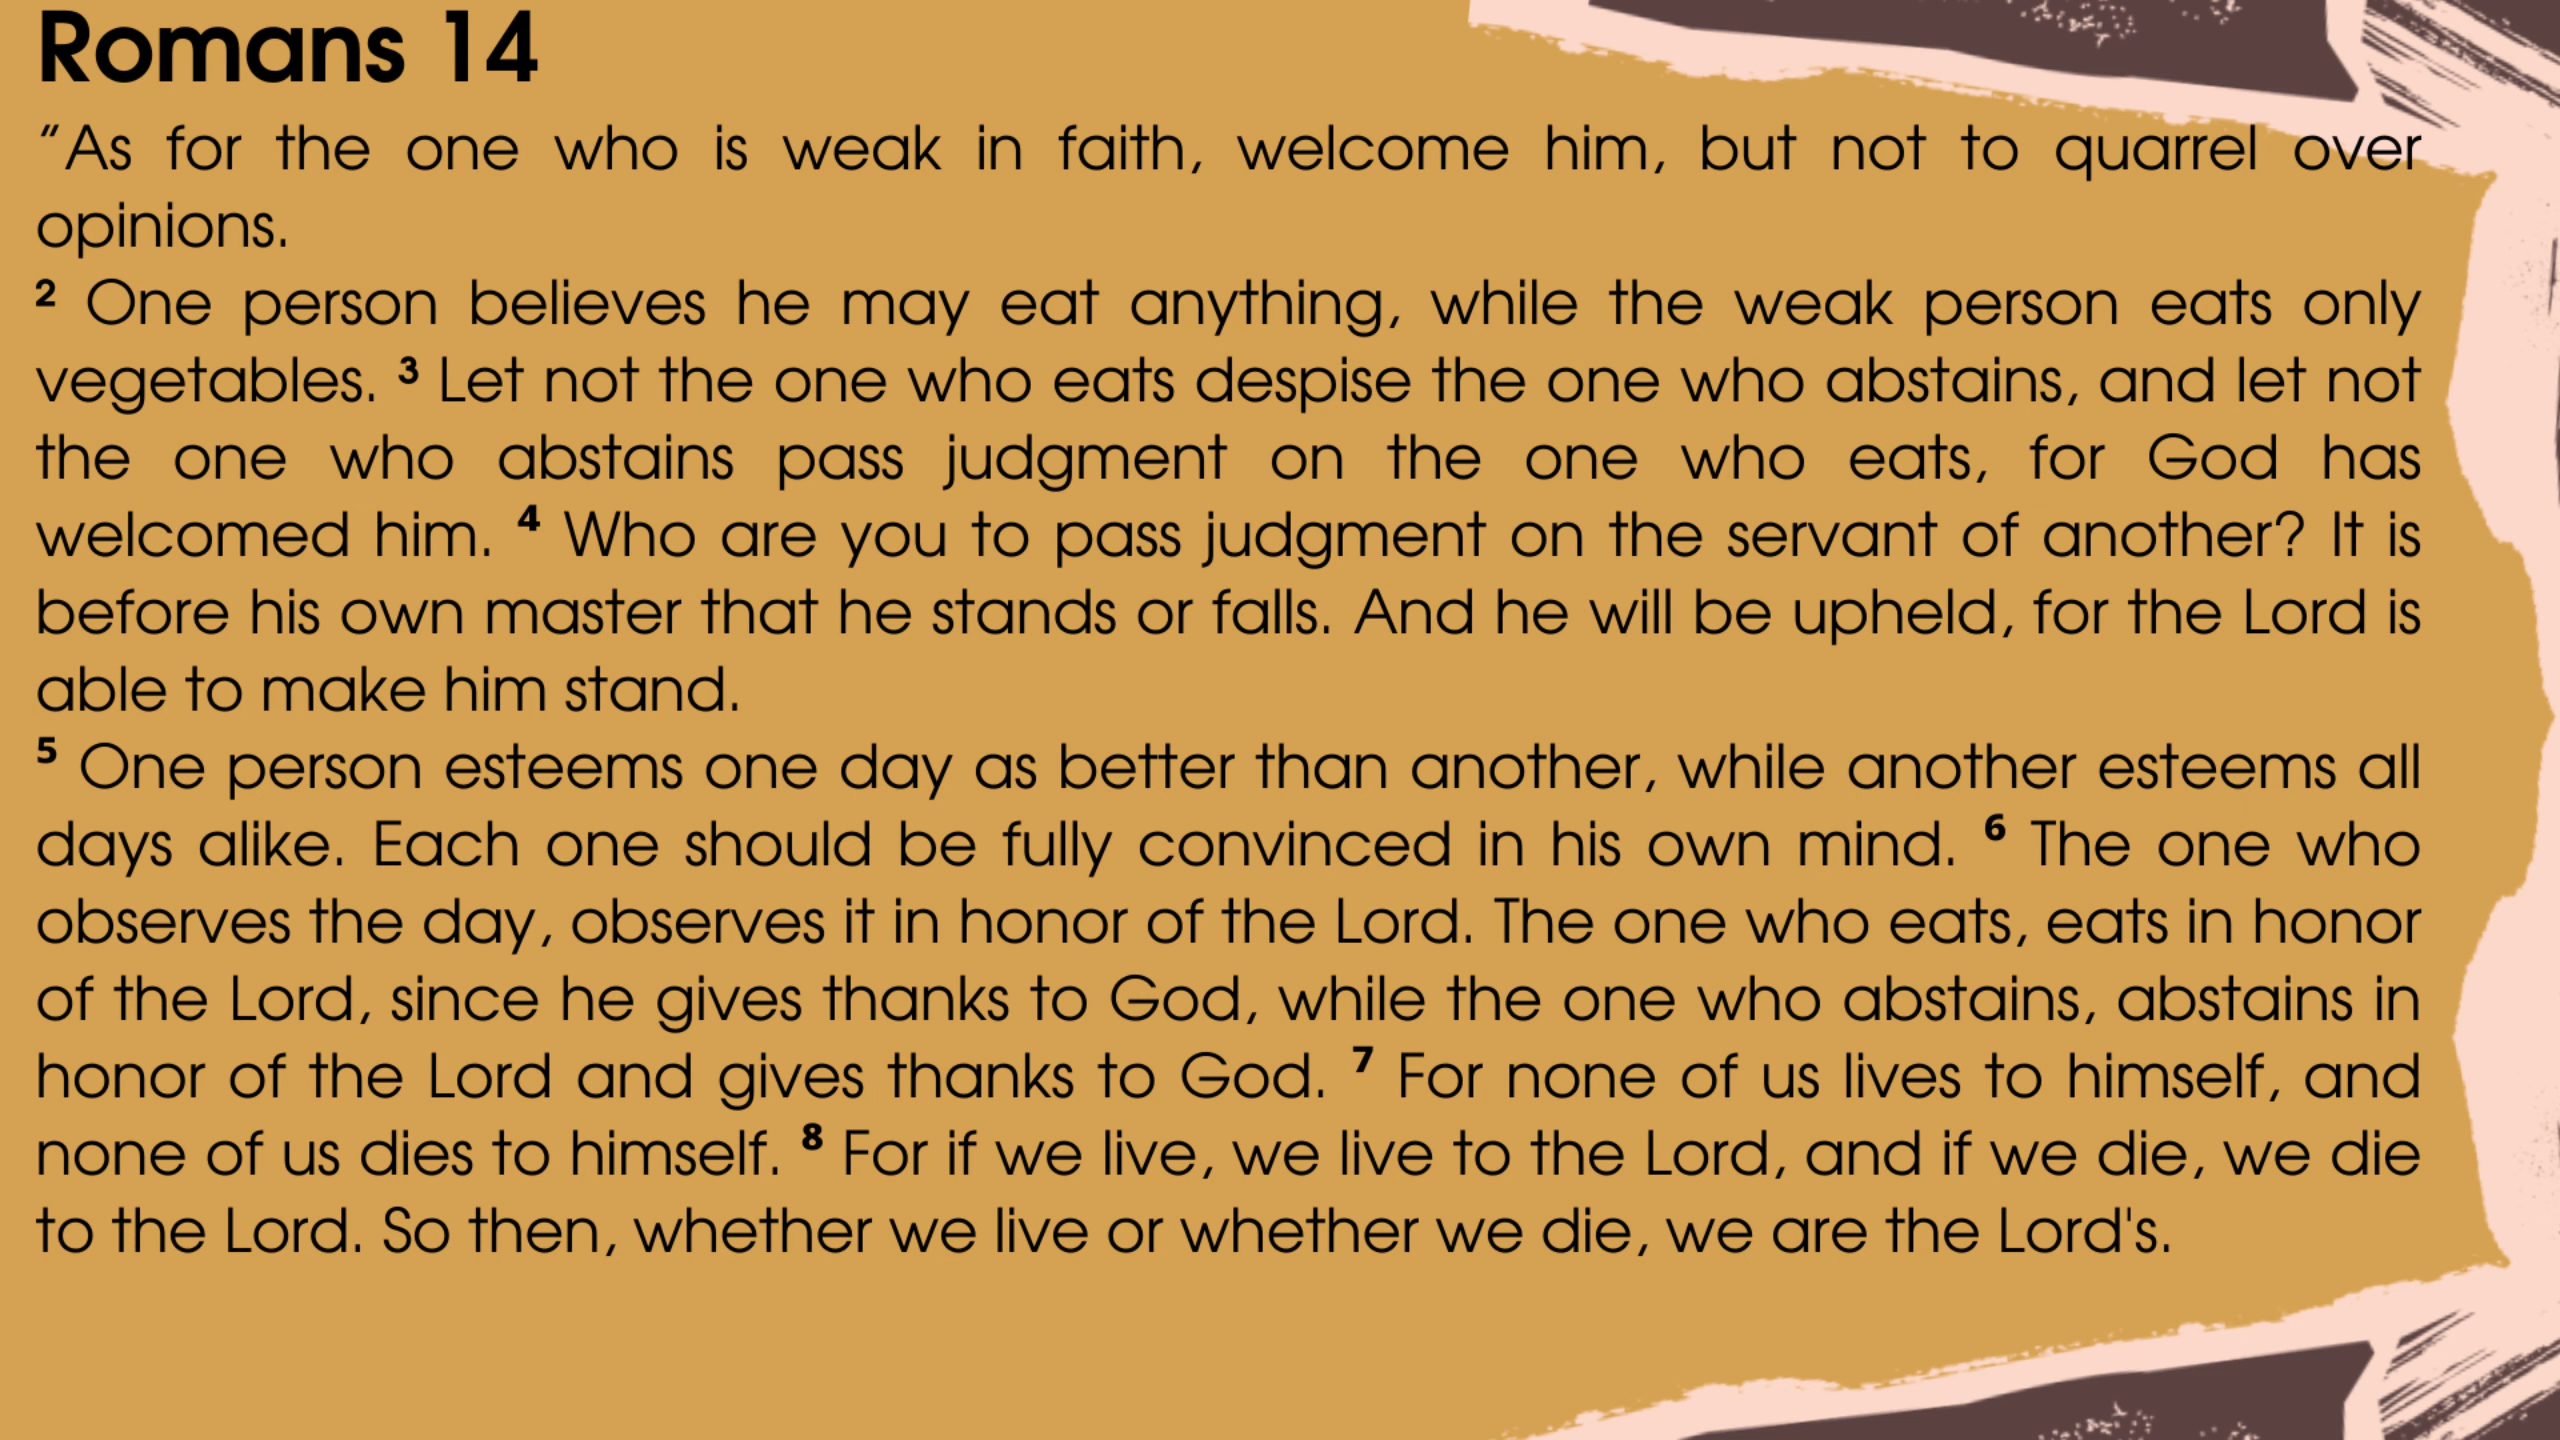 Romans 14
“As for the one who is weak in faith, welcome him, but not to quarrel over
opinions.
2 One person believes he may eat anything, while the weak person eats only
vegetables. 3 Let not the one who eats despise the one who abstains, and let not
the one who abstains pass judgment on the one who eats, for God has
welcomed him. 4 Who are you to pass judgment on the servant of another? It is
before his own master that he stands or falls. And he will be upheld, for the Lord is
able to make him stand.
5 One person esteems one day as better than another, while another esteems all
days alike. Each one should be fully convinced in his own mind. 6 The one who
observes the day, observes it in honor of the Lord. The one who eats, eats in honor
of the Lord, since he gives thanks to God, while the one who abstains, abstains in
honor of the Lord and gives thanks to God. 7 For none of us lives to himself, and
none of us dies to himself. 8 For if we live, we live to the Lord, and if we die, we die
to the Lord. So then, whether we live or whether we die, we are the Lord's.